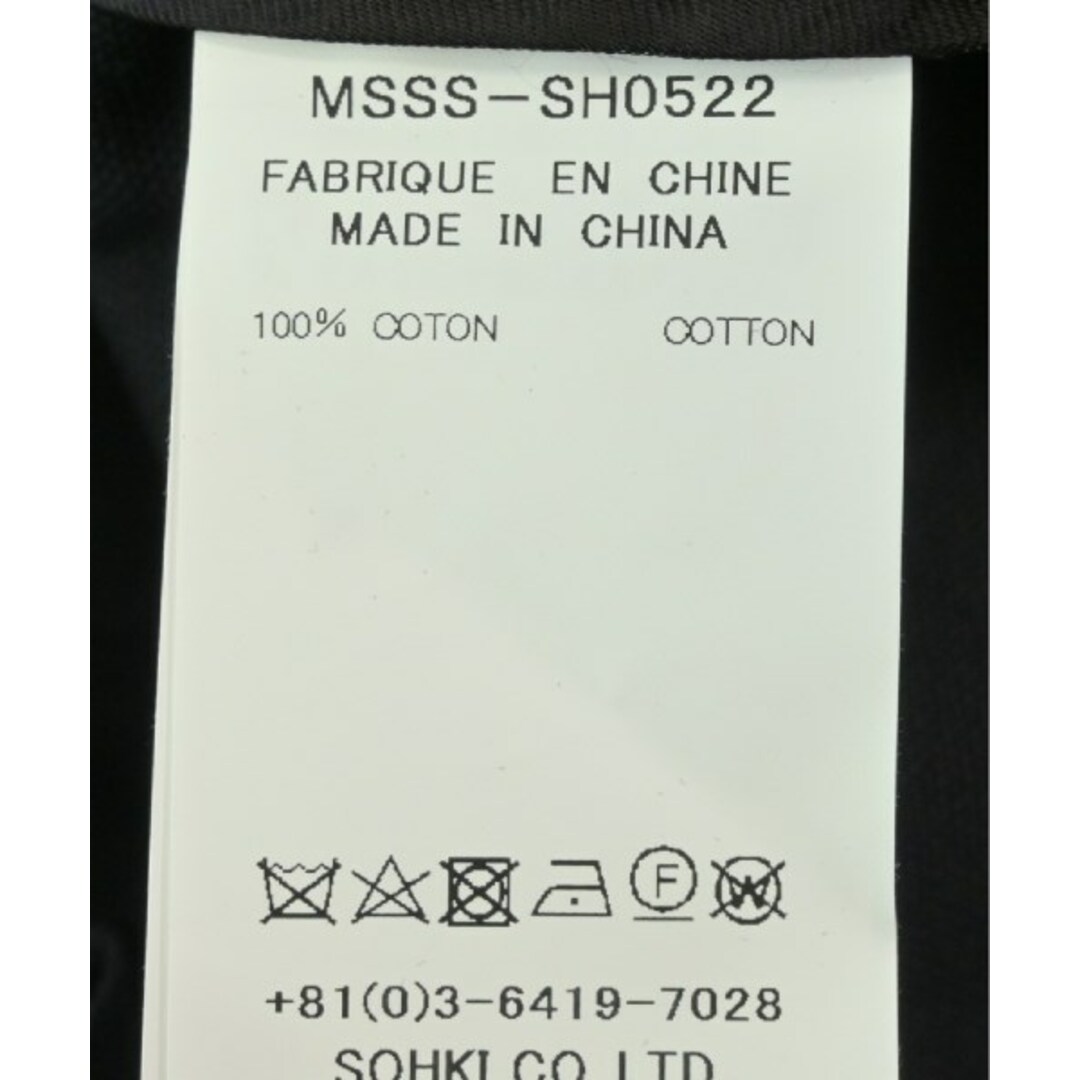 MSSS-SH0522
FABRIQUE EN CHINE
MADE IN CHINA
100% COTON COTTON
F W
+81(0)3-6419-7028
SOHKI CO LTD